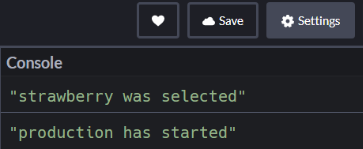 Save Settings
Console
"strawberry was selected"
"production has started"